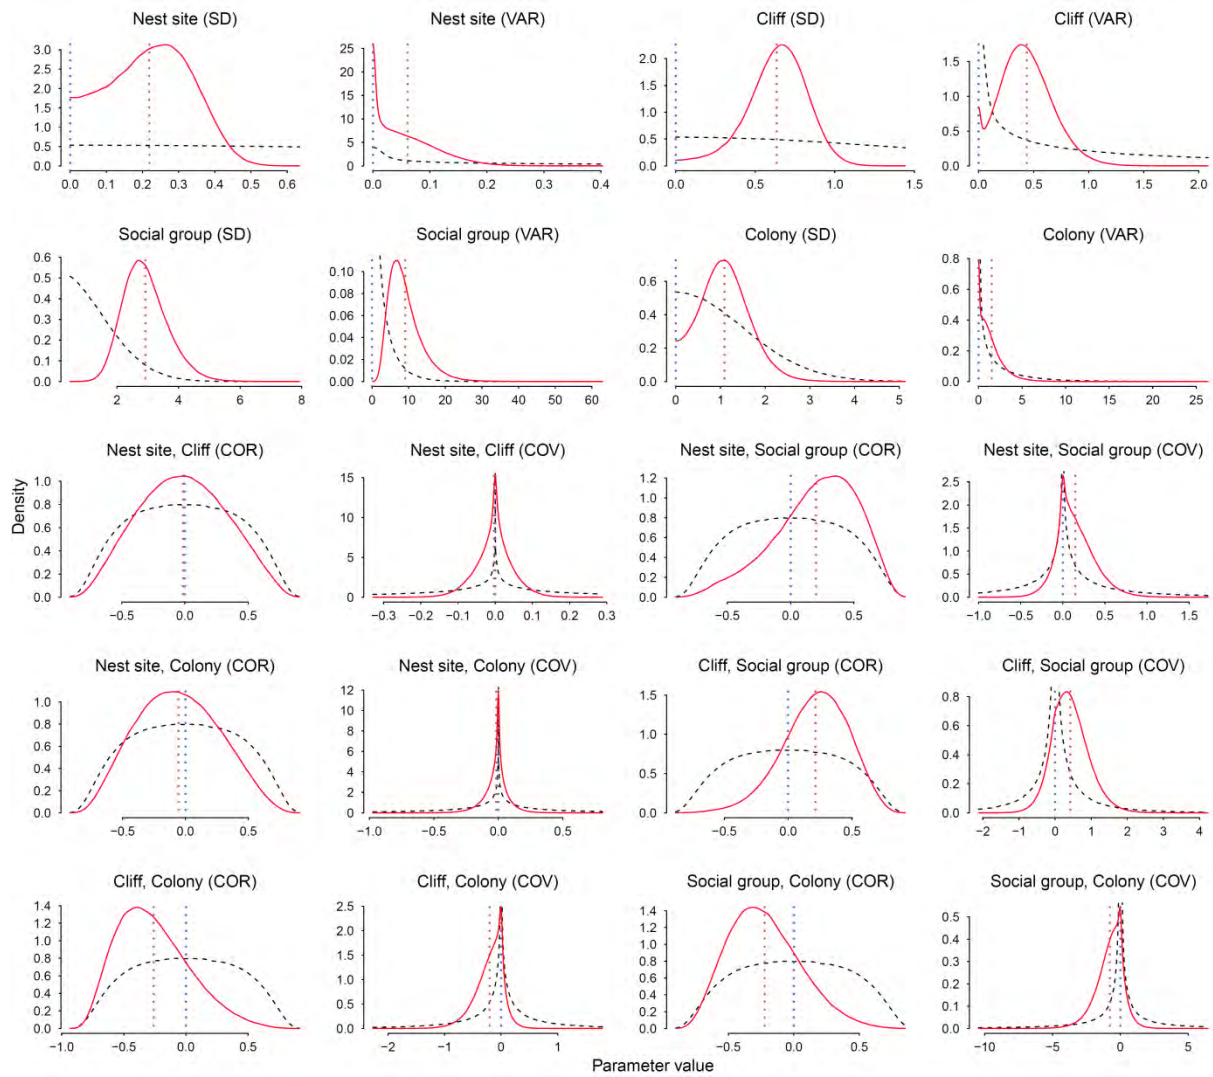 Nest site (SD)
3.0
2.5
2.0
1.5
1.0
0.5
0.0
0.0 0.1 0.2 0.3 0.4 0.5 0.6
Nest site (VAR)
25
20
15
10
5
0
0.0 0.1 0.2 0.3 0.4
Cliff (SD)
2.0
1.5
1.0
0.5
0.0
0.0 0.5 1.0 1.5
Cliff (VAR)
1.5
1.0
0.5
0.0
0.0 0.5 1.0 1.5 2.0
Social group (SD)
0.6
0.5
0.4
0.3
0.2
0.1
0.0
2 4 6 8
Social group (VAR)
0.10
0.08
0.06
0.04
0.02
0.00
0 10 20 30 40 50 60
Colony (SD)
0.6
0.4
0.2
0.0
0 1 2 3 4 5
Colony (VAR)
0.8
0.6
0.4
0.2
0.0
0 5 10 15 20 25
Density
Nest site, Cliff (COR)
1.0
0.8
0.6
0.4
0.2
0.0
−0.5 0.0 0.5
Nest site, Cliff (COV)
15
10
5
0
−0.3 −0.2 −0.1 0.0 0.1 0.2 0.3
Nest site, Social group (COR)
1.2
1.0
0.8
0.6
0.4
0.2
0.0
−0.5 0.0 0.5
Nest site, Social group (COV)
2.5
2.0
1.5
1.0
0.5
0.0
−1.0 −0.5 0.0 0.5 1.0 1.5
Nest site, Colony (COR)
1.0
0.8
0.6
0.4
0.2
0.0
−0.5 0.0 0.5
Nest site, Colony (COV)
12
10
8
6
4
2
0
−1.0 −0.5 0.0 0.5
Cliff, Social group (COR)
1.5
1.0
0.5
0.0
−0.5 0.0 0.5
Cliff, Social group (COV)
0.8
0.6
0.4
0.2
0.0
−2 −1 0 1 2 3 4
Cliff, Colony (COR)
1.4
1.2
1.0
0.8
0.6
0.4
0.2
0.0
−1.0 −0.5 0.0 0.5
Cliff, Colony (COV)
2.5
2.0
1.5
1.0
0.5
0.0
−2 −1 0 1
Social group, Colony (COR)
1.4
1.2
1.0
0.8
0.6
0.4
0.2
0.0
−0.5 0.0 0.5
Social group, Colony (COV)
0.5
0.4
0.3
0.2
0.1
0.0
−10 −5 0 5
Parameter value